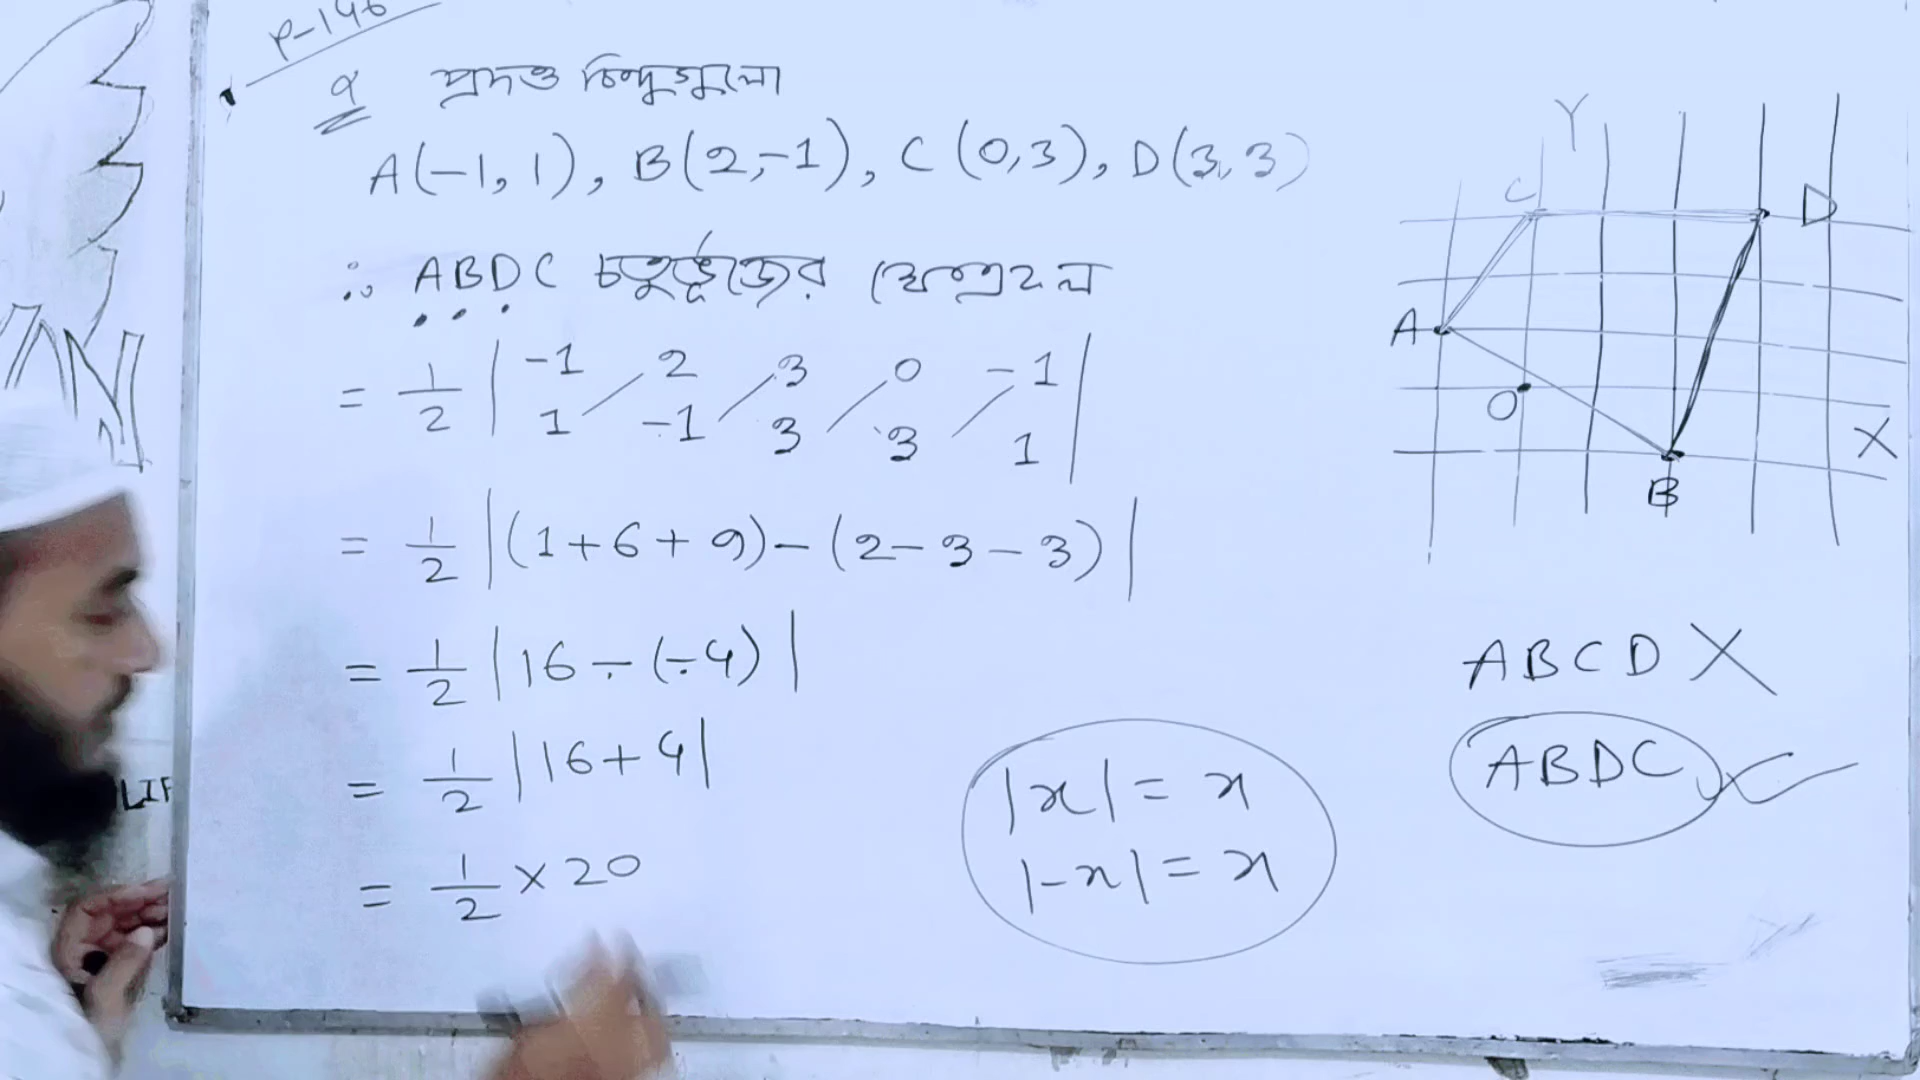 P-146
২ প্রদত্ত বিন্দুগুলো
A(-1, 1), B(2,-1), C(0,3), D(3, 3)
∴ ABDC চতুর্ভূজের ক্ষেত্রফল
= 1/2 | -1 2 3 0 -1
1 -1 3 3 1 |
= 1/2 |(1+6+9)-(2-3-3)|
= 1/2 |16-(-4)|
= 1/2 |16+4|
= 1/2 × 20
|x| = x
|-x| = x
Y
C D
A
O
X
B
ABCD X
ABDC ✓
LIF